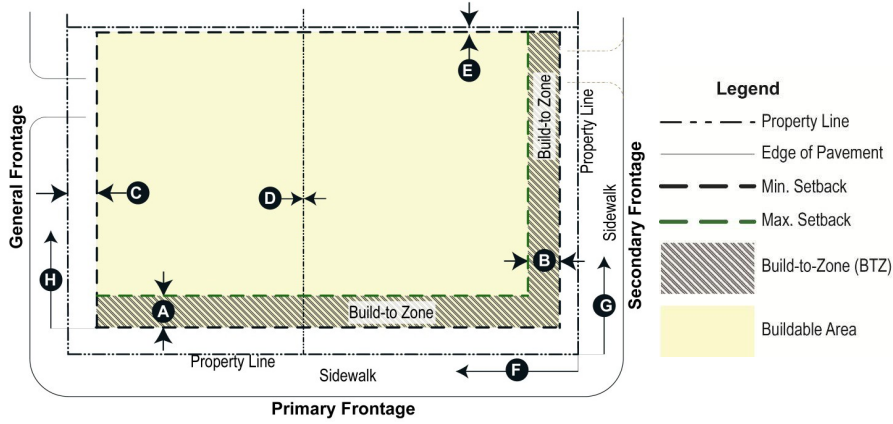 E
Build-to Zone
Property Line
General Frontage
C
D
Sidewalk
Secondary Frontage
H
B
A
Build-to Zone
G
Property Line
F
Sidewalk
Primary Frontage
Legend
Property Line
Edge of Pavement
Min. Setback
Max. Setback
Build-to-Zone (BTZ)
Buildable Area